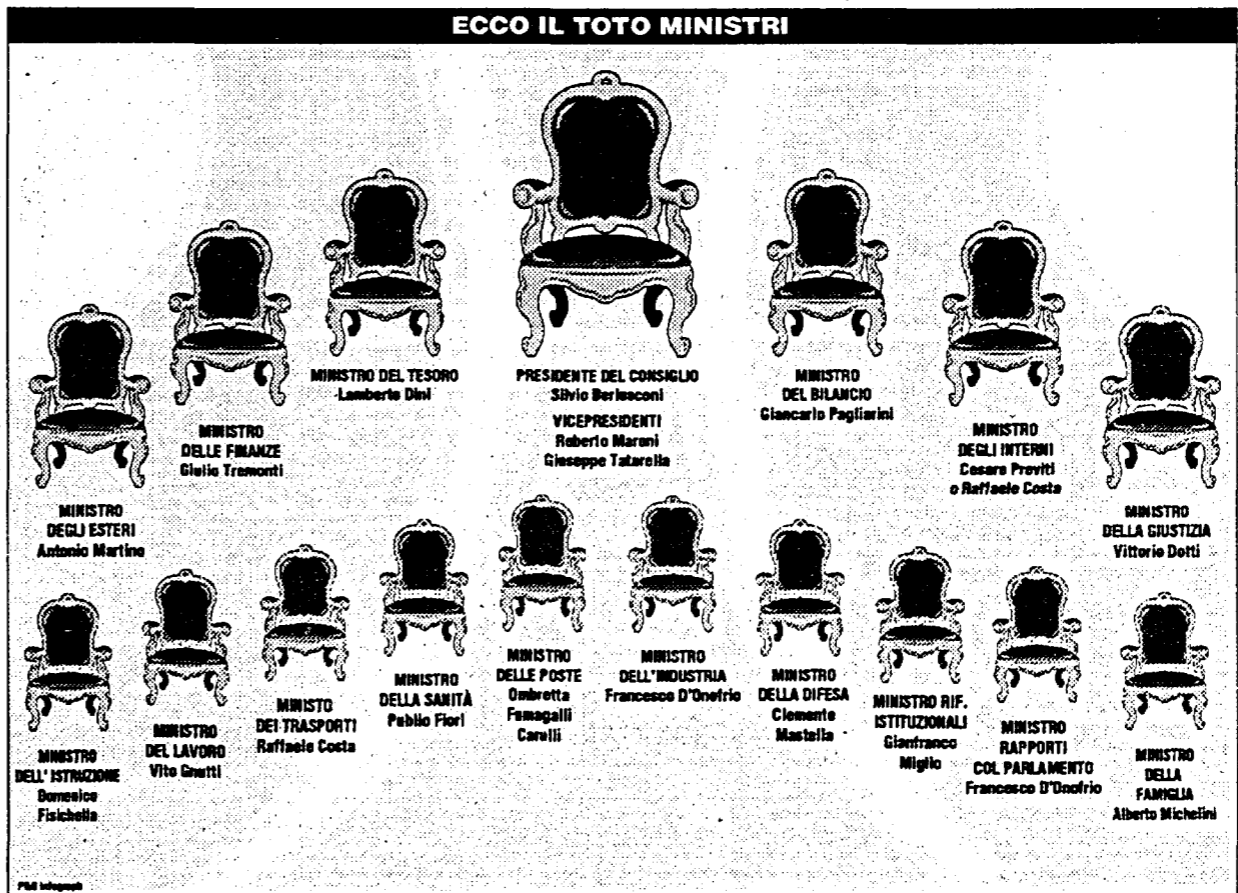 ECCO IL TOTO MINISTRI
PRESIDENTE DEL CONSIGLIO
Silvio Berlusconi
VICEPRESIDENTI
Roberto Maroni
Giuseppe Tatarella
MINISTRO DEL TESORO
Lamberto Dini
MINISTRO
DEL BILANCIO
Giancarlo Pagliarini
MINISTRO
DELLE FINANZE
Giulio Tremonti
MINISTRO
DEGLI INTERNI
Cesare Previti
o Raffaele Costa
MINISTRO
DEGLI ESTERI
Antonio Martino
MINISTRO
DELLA GIUSTIZIA
Vittorio Dotti
MINISTRO
DELL' ISTRUZIONE
Domenico
Fisichella
MINISTRO
DEL LAVORO
Vito Gnutti
MINISTO
DEI TRASPORTI
Raffaele Costa
MINISTRO
DELLA SANITÀ
Publio Fiori
MINISTRO
DELLE POSTE
Ombretta
Fumagalli
Carulli
MINISTRO
DELL'INDUSTRIA
Francesco D'Onofrio
MINISTRO
DELLA DIFESA
Clemente
Mastella
MINISTRO RIF.
ISTITUZIONALI
Gianfranco
Miglio
MINISTRO
RAPPORTI
COL PARLAMENTO
Francesco D'Onofrio
MINISTRO
DELLA
FAMIGLIA
Alberto Michelini
P&G Infograph